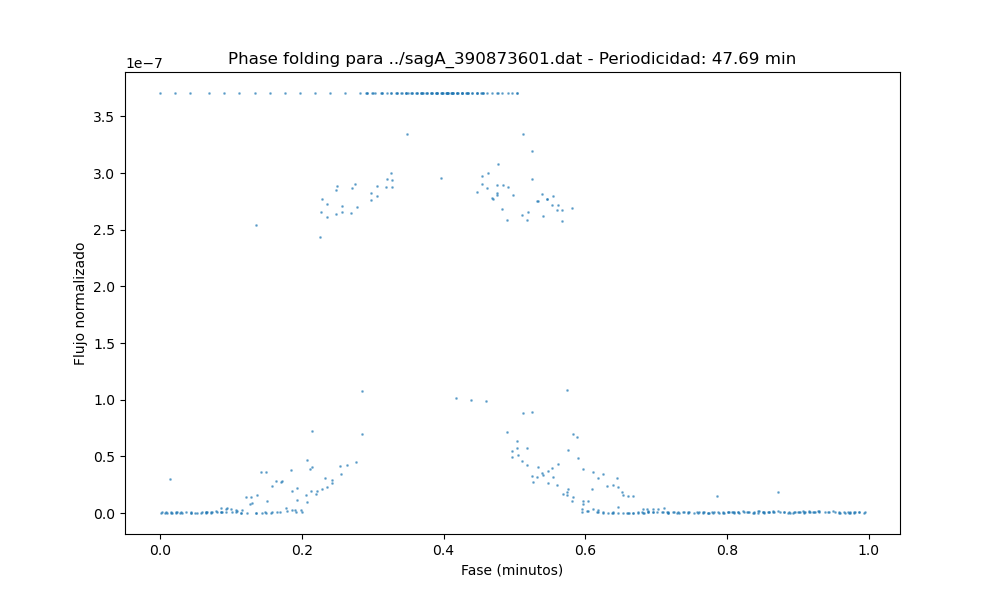 Phase folding para ../sagA_390873601.dat - Periodicidad: 47.69 min
1e−7
3.5
3.0
2.5
2.0
1.5
1.0
0.5
0.0
Flujo normalizado
0.0 0.2 0.4 0.6 0.8 1.0
Fase (minutos)